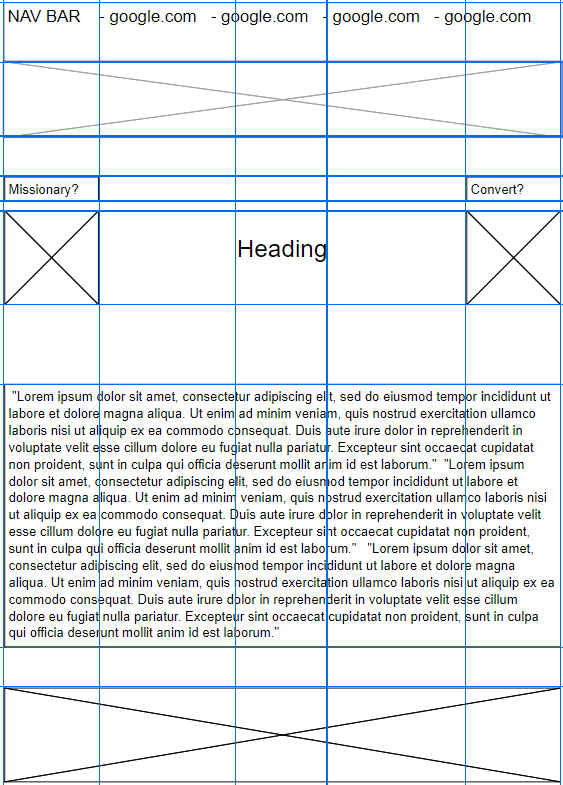 NAV BAR - google.com - google.com - google.com - google.com
Missionary? Convert?
Heading
"Lorem ipsum dolor sit amet, consectetur adipiscing elit, sed do eiusmod tempor incididunt ut
labore et dolore magna aliqua. Ut enim ad minim veniam, quis nostrud exercitation ullamco
laboris nisi ut aliquip ex ea commodo consequat. Duis aute irure dolor in reprehenderit in
voluptate velit esse cillum dolore eu fugiat nulla pariatur. Excepteur sint occaecat cupidatat
non proident, sunt in culpa qui officia deserunt mollit anim id est laborum." "Lorem ipsum
dolor sit amet, consectetur adipiscing elit, sed do eiusmod tempor incididunt ut labore et
dolore magna aliqua. Ut enim ad minim veniam, quis nostrud exercitation ullamco laboris nisi
ut aliquip ex ea commodo consequat. Duis aute irure dolor in reprehenderit in voluptate velit
esse cillum dolore eu fugiat nulla pariatur. Excepteur sint occaecat cupidatat non proident,
sunt in culpa qui officia deserunt mollit anim id est laborum." "Lorem ipsum dolor sit amet,
consectetur adipiscing elit, sed do eiusmod tempor incididunt ut labore et dolore magna
aliqua. Ut enim ad minim veniam, quis nostrud exercitation ullamco laboris nisi ut aliquip ex ea
commodo consequat. Duis aute irure dolor in reprehenderit in voluptate velit esse cillum
dolore eu fugiat nulla pariatur. Excepteur sint occaecat cupidatat non proident, sunt in culpa
qui officia deserunt mollit anim id est laborum."